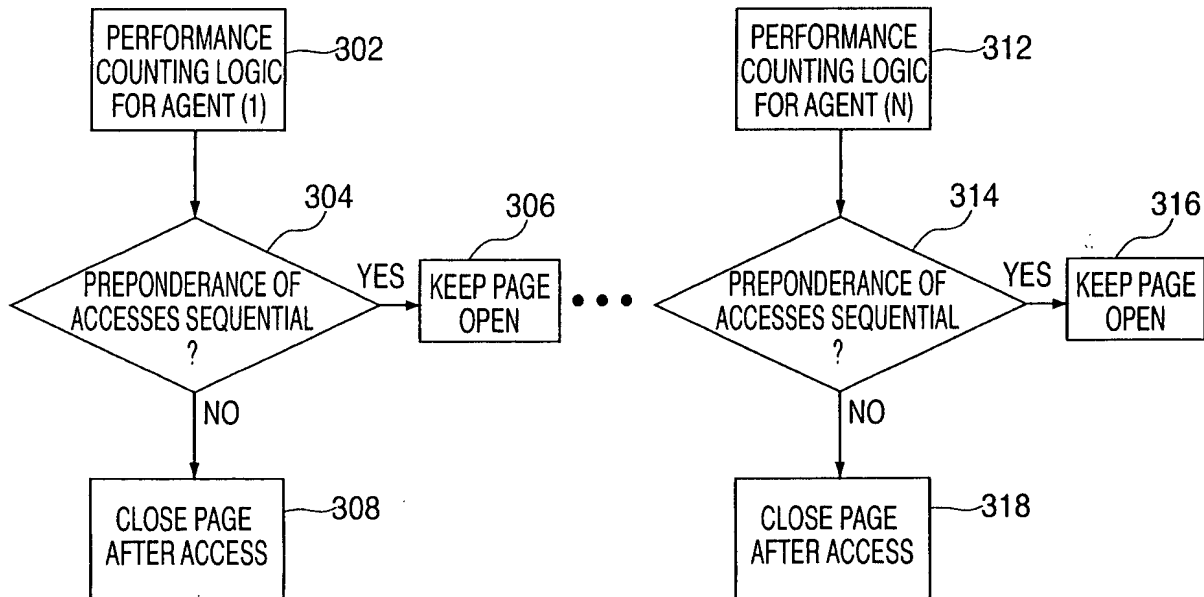 PERFORMANCE
COUNTING LOGIC
FOR AGENT (1)
302
304
PREPONDERANCE OF
ACCESSES SEQUENTIAL
?
YES
306
KEEP PAGE
OPEN
NO
CLOSE PAGE
AFTER ACCESS
308
PERFORMANCE
COUNTING LOGIC
FOR AGENT (N)
312
314
PREPONDERANCE OF
ACCESSES SEQUENTIAL
?
YES
316
KEEP PAGE
OPEN
NO
CLOSE PAGE
AFTER ACCESS
318